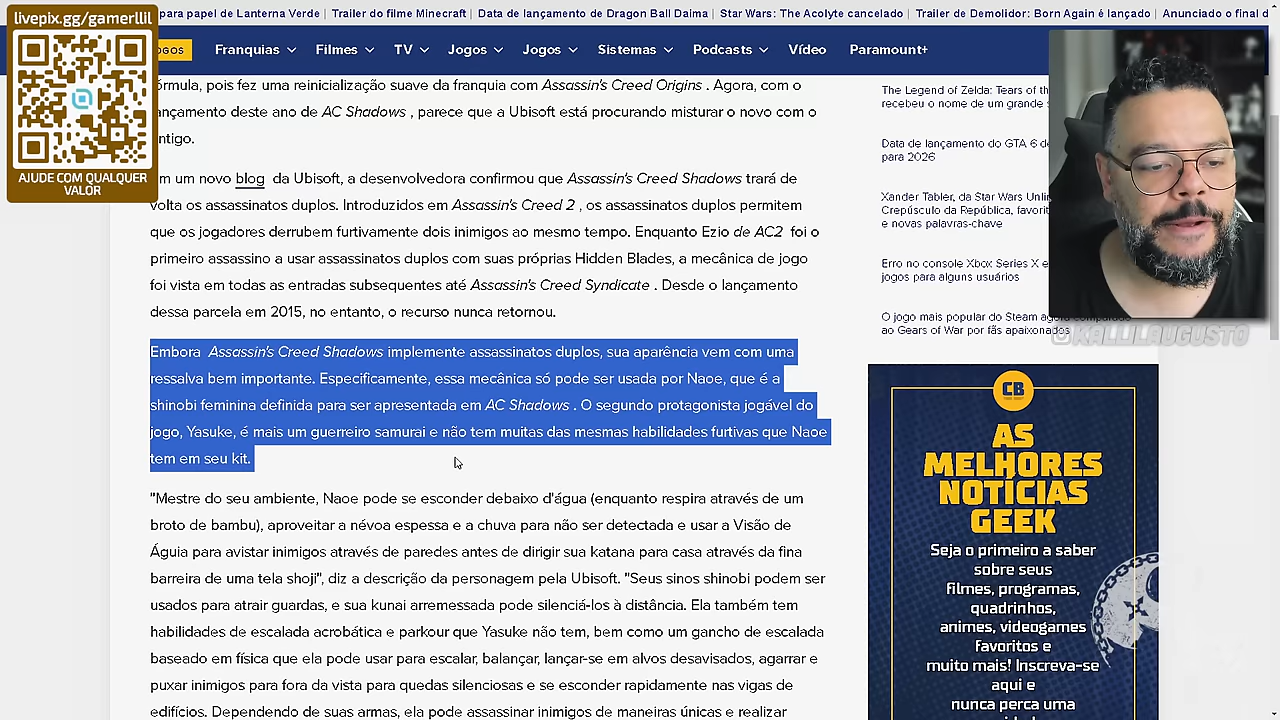 livepix.gg/gamerllll
AJUDE COM QUALQUER
VALOR
para papel de Lanterna Verde | Trailer do filme Minecraft | Data de lançamento de Dragon Ball Daima | Star Wars: The Acolyte cancelado | Trailer de Demolidor: Born Again é lançado | Anunciado o final d
OGOS
Franquias Filmes TV Jogos Jogos Sistemas Podcasts Vídeo Paramount+
fórmula, pois fez uma reinicialização suave da franquia com Assassin's Creed Origins . Agora, com o
lançamento deste ano de AC Shadows , parece que a Ubisoft está procurando misturar o novo com o
antigo.
Em um novo blog da Ubisoft, a desenvolvedora confirmou que Assassin's Creed Shadows trará de
volta os assassinatos duplos. Introduzidos em Assassin's Creed 2 , os assassinatos duplos permitem
que os jogadores derrubem furtivamente dois inimigos ao mesmo tempo. Enquanto Ezio de AC2 foi o
primeiro assassino a usar assassinatos duplos com suas próprias Hidden Blades, a mecânica de jogo
foi vista em todas as entradas subsequentes até Assassin's Creed Syndicate . Desde o lançamento
dessa parcela em 2015, no entanto, o recurso nunca retornou.
Embora Assassin's Creed Shadows implemente assassinatos duplos, sua aparência vem com uma
ressalva bem importante. Especificamente, essa mecânica só pode ser usada por Naoe, que é a
shinobi feminina definida para ser apresentada em AC Shadows . O segundo protagonista jogável do
jogo, Yasuke, é mais um guerreiro samurai e não tem muitas das mesmas habilidades furtivas que Naoe
tem em seu kit.
"Mestre do seu ambiente, Naoe pode se esconder debaixo d'água (enquanto respira através de um
broto de bambu), aproveitar a névoa espessa e a chuva para não ser detectada e usar a Visão de
Águia para avistar inimigos através de paredes antes de dirigir sua katana para casa através da fina
barreira de uma tela shoji", diz a descrição da personagem pela Ubisoft. "Seus sinos shinobi podem ser
usados para atrair guardas, e sua kunai arremessada pode silenciá-los à distância. Ela também tem
habilidades de escalada acrobática e parkour que Yasuke não tem, bem como um gancho de escalada
baseado em física que ela pode usar para escalar, balançar, lançar-se em alvos desavisados, agarrar e
puxar inimigos para fora da vista para quedas silenciosas e se esconder rapidamente nas vigas de
edifícios. Dependendo de suas armas, ela pode assassinar inimigos de maneiras únicas e realizar
The Legend of Zelda: Tears of th
recebeu o nome de um grande s
Data de lançamento do GTA 6 de
para 2026
Xander Tabler, da Star Wars Unlim
Crepúsculo da República, favorit
e novas palavras-chave
Erro no console Xbox Series X e
jogos para alguns usuários
O jogo mais popular do Steam agora comparado
ao Gears of War por fãs apaixonados
@KALLILAUGUSTO
CB
AS
MELHORES
NOTÍCIAS
GEEK
Seja o primeiro a saber
sobre seus
filmes, programas,
quadrinhos,
animes, videogames
favoritos e
muito mais! Inscreva-se
aqui e
nunca perca uma